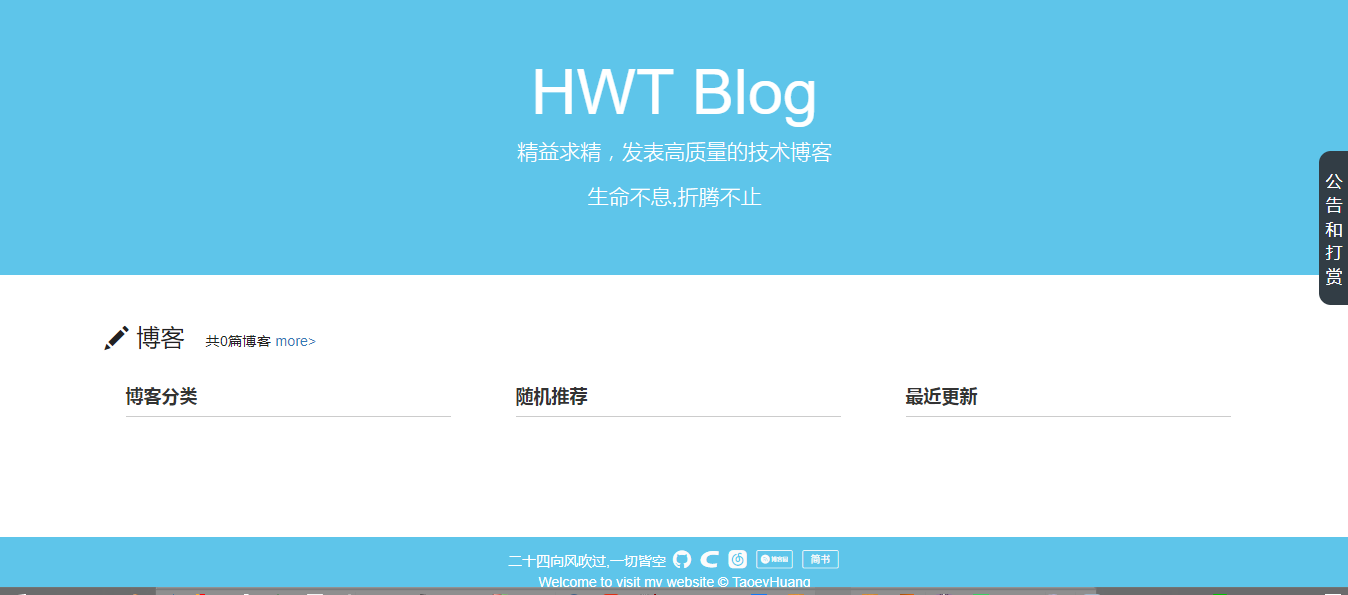 HWT Blog
精益求精，发表高质量的技术博客
生命不息,折腾不止
公告和打赏
博客 共0篇博客 more>
博客分类 随机推荐 最近更新
二十四向风吹过,一切皆空 博客园 简书
Welcome to visit my website © TaoeyHuang